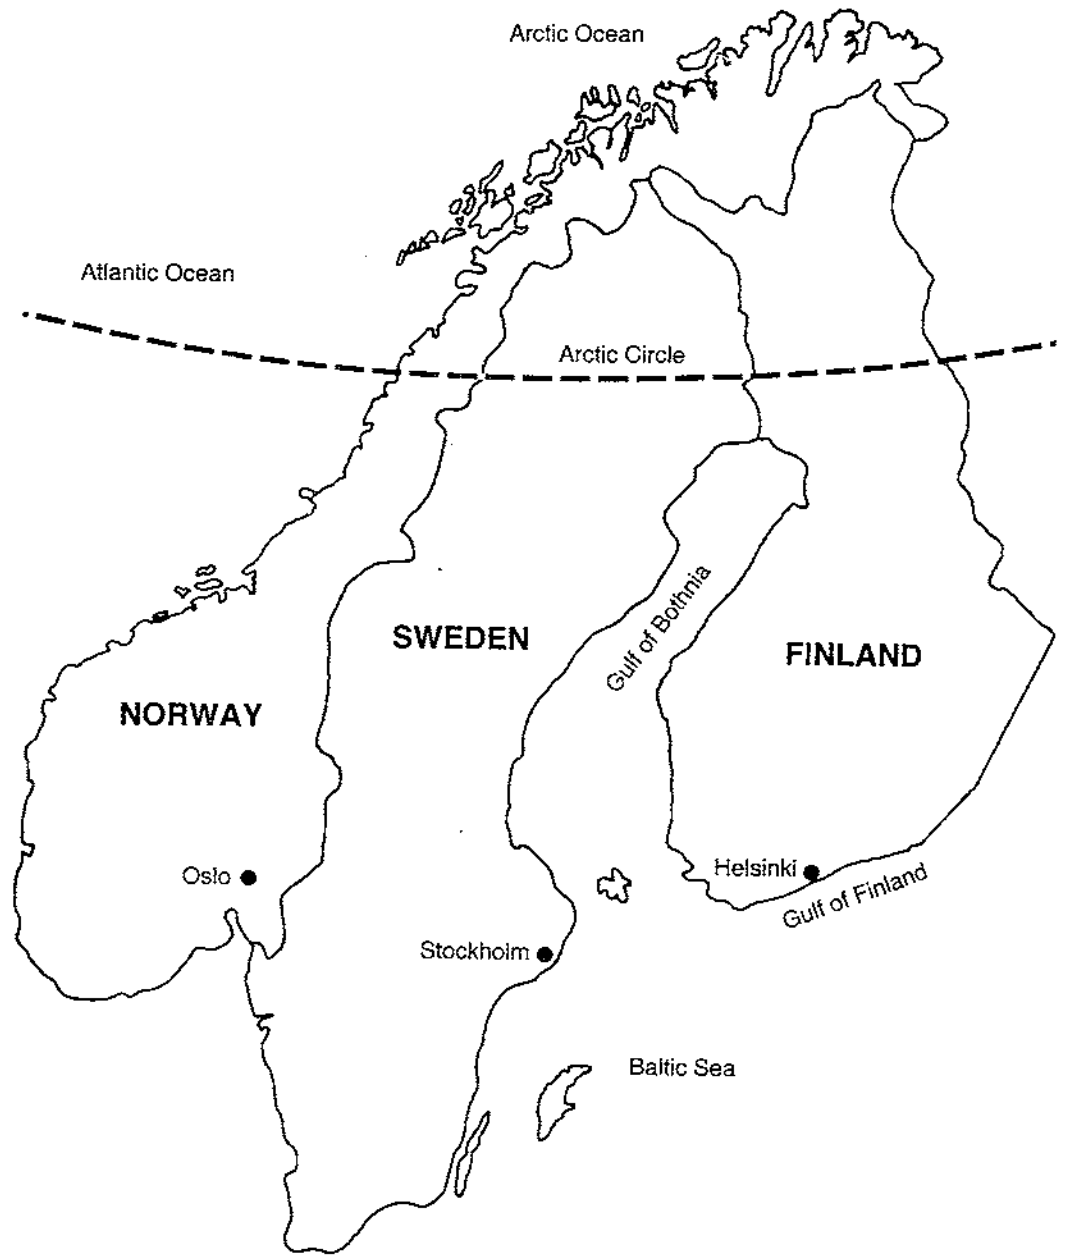 Arctic Ocean
Atlantic Ocean
Arctic Circle
Gulf of Bothnia
SWEDEN
FINLAND
NORWAY
Oslo
Helsinki
Gulf of Finland
Stockholm
Baltic Sea